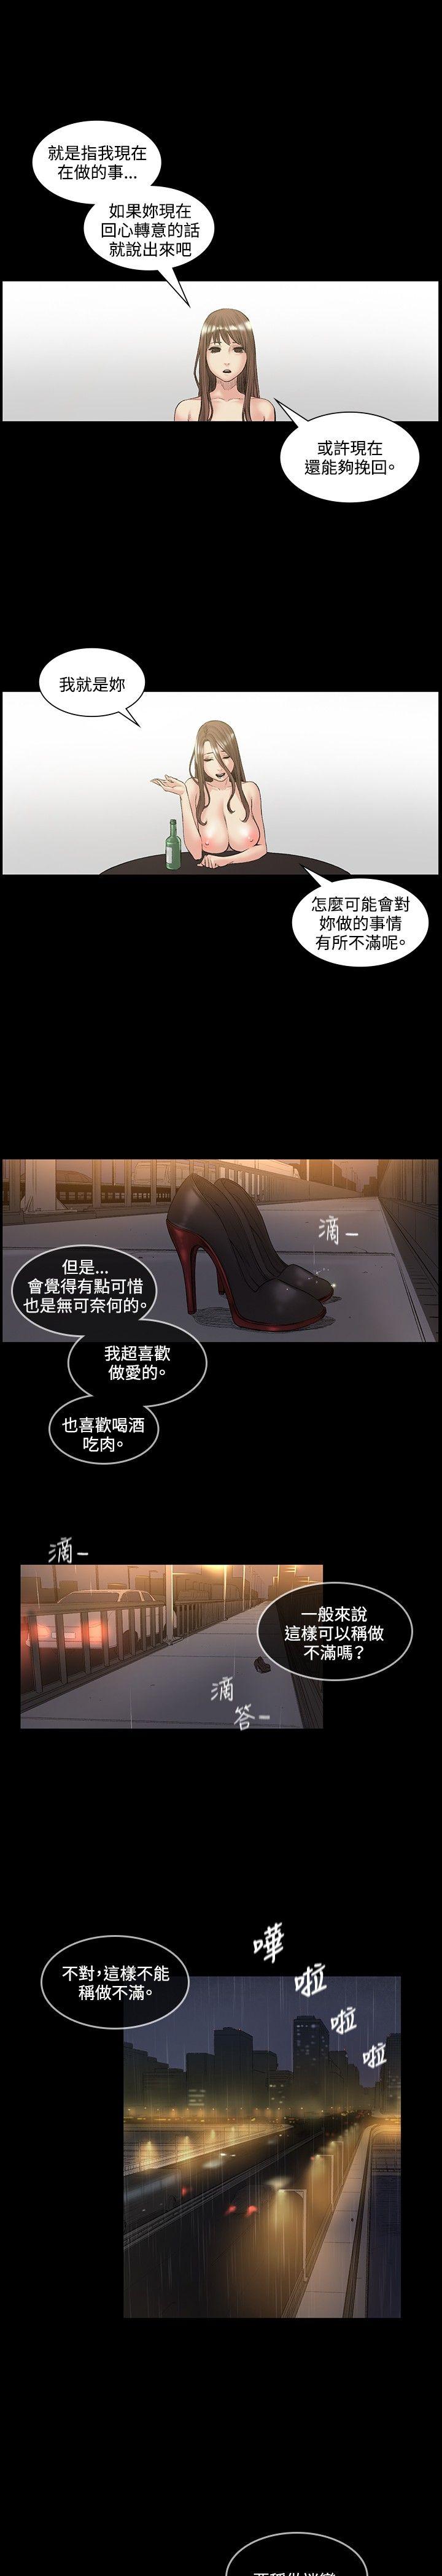 就是指我現在
在做的事...
如果妳現在
回心轉意的話
就說出來吧
或許現在
還能夠挽回。
我就是妳
怎麼可能會對
妳做的事情
有所不滿呢。
滴–
但是...
會覺得有點可惜
也是無可奈何的。
我超喜歡
做愛的。
也喜歡喝酒
吃肉。
滴–
一般來說
這樣可以稱做
不滿嗎？
滴
答–
不對，這樣不能
稱做不滿。
嘩
啦
啦
啦